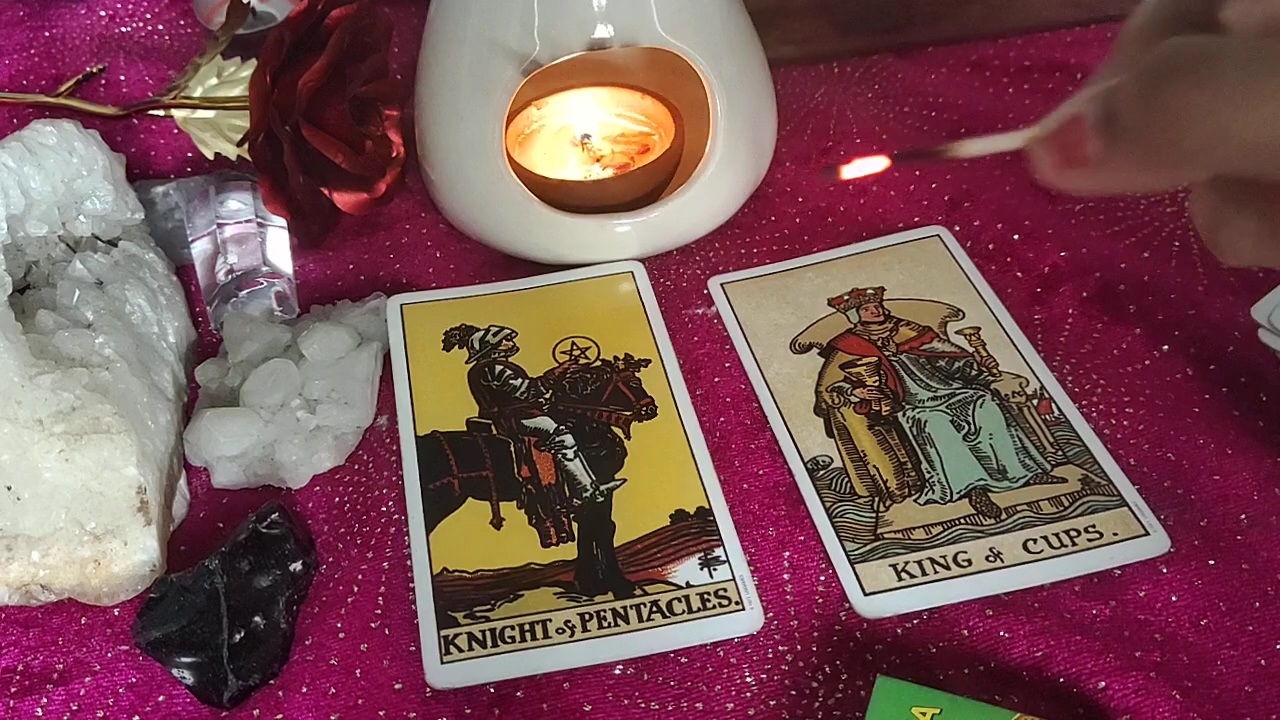 KNIGHT of PENTACLES.
KING of CUPS.
A